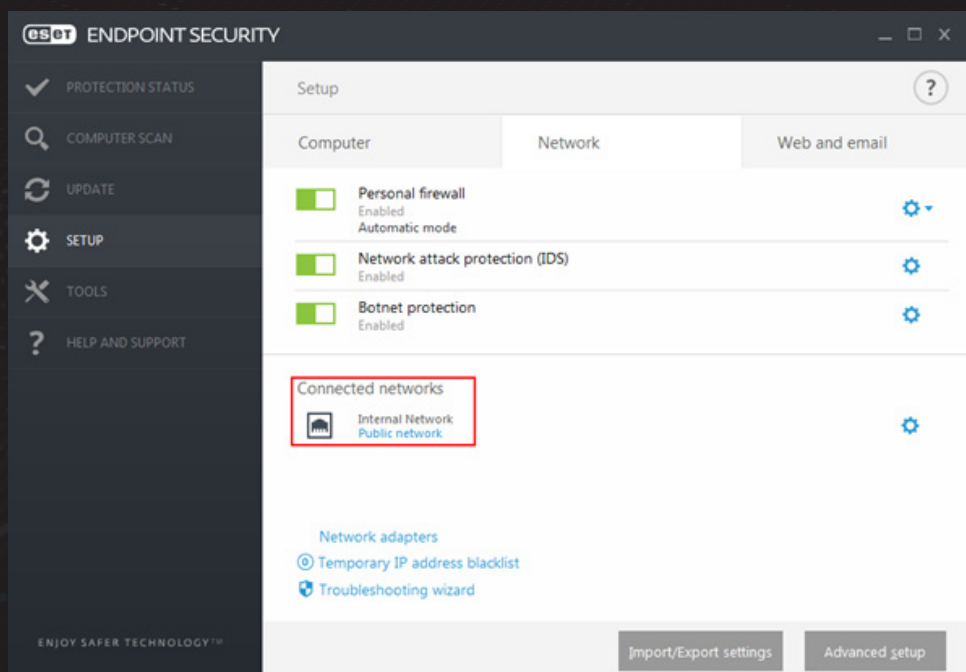 eset ENDPOINT SECURITY
PROTECTION STATUS
COMPUTER SCAN
UPDATE
SETUP
TOOLS
? HELP AND SUPPORT
ENJOY SAFER TECHNOLOGY™
Setup
?
Computer
Network
Web and email
Personal firewall
Enabled
Automatic mode
Network attack protection (IDS)
Enabled
Botnet protection
Enabled
Connected networks
Internal Network
Public network
Network adapters
0 Temporary IP address blacklist
Troubleshooting wizard
Import/Export settings
Advanced setup